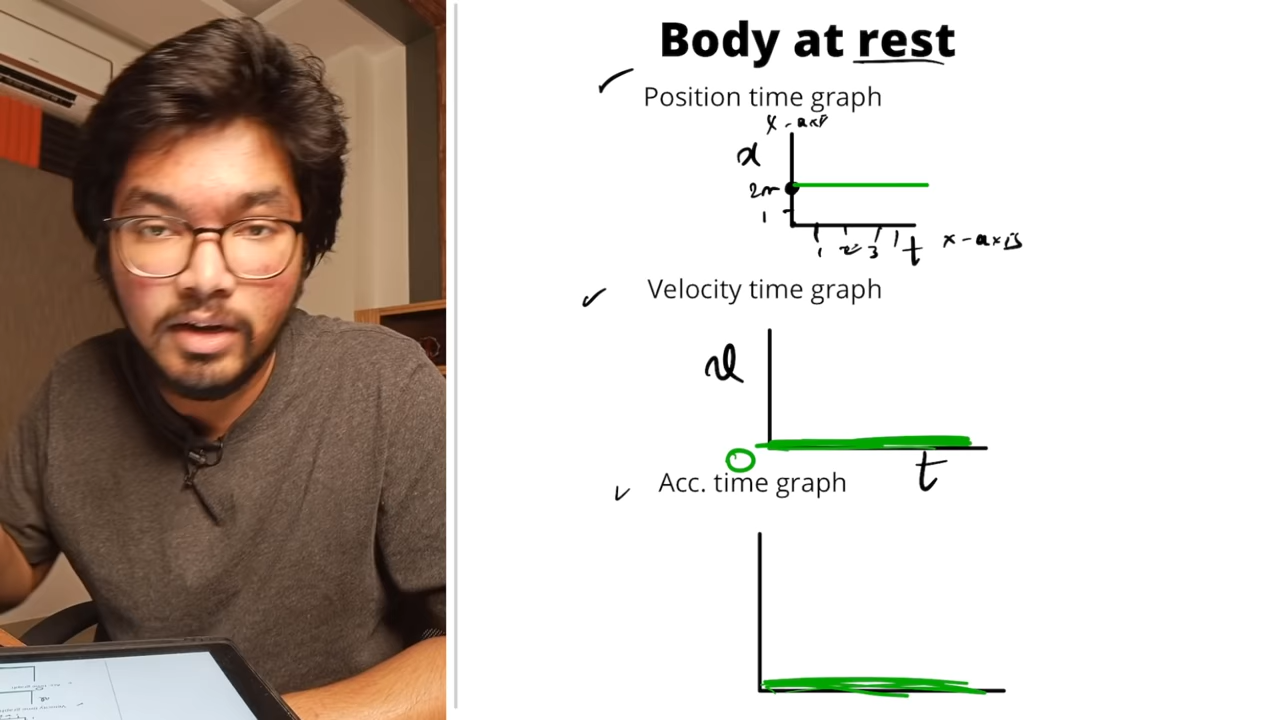 Body at rest
Position time graph
x - axis
x
2m
1
1 2 3
t x-axis
Velocity time graph
v
0
t
Acc. time graph